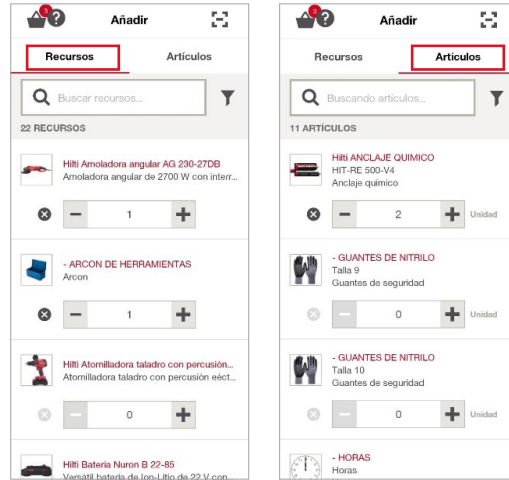 3
?
Añadir
Recursos
Artículos
Buscar recursos...
22 RECURSOS
Hilti Amoladora angular AG 230-27DB
Amoladora angular de 2700 W con interr...
1
- ARCON DE HERRAMIENTAS
Arcon
1
Hilti Atornilladora taladro con percusión...
Atornilladora taladro con percusión eéct...
0
Hilti Bateria Nuron B 22-85
Versátil batería de Ion-Litio de 22 V con
3
?
Añadir
Recursos
Artículos
Buscando artículos...
11 ARTÍCULOS
Hilti ANCLAJE QUIMICO
HIT-RE 500-V4
Anclaje químico
2
Unidad
- GUANTES DE NITRILO
Talla 9
Guantes de seguridad
0
Unidad
- GUANTES DE NITRILO
Talla 10
Guantes de seguridad
0
Unidad
- HORAS
Horas